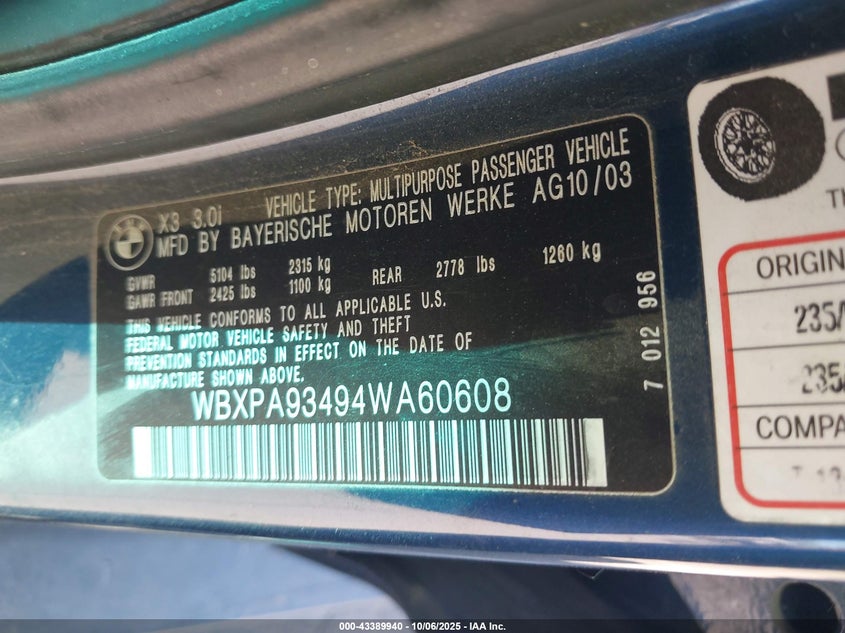 BMW
X3 3.0i VEHICLE TYPE: MULTIPURPOSE PASSENGER VEHICLE
MFD BY BAYERISCHE MOTOREN WERKE AG10/03
GVWR 5104 lbs 2315 kg
GAWR FRONT 2425 lbs 1100 kg REAR 2778 lbs 1260 kg
THIS VEHICLE CONFORMS TO ALL APPLICABLE U.S.
FEDERAL MOTOR VEHICLE SAFETY AND THEFT
PREVENTION STANDARDS IN EFFECT ON THE DATE OF
MANUFACTURE SHOWN ABOVE.
WBXPA93494WA60608
7 012 956
ORIGIN
235/
235/
COMPA
000-43389940 - 10/06/2025 - IAA Inc.